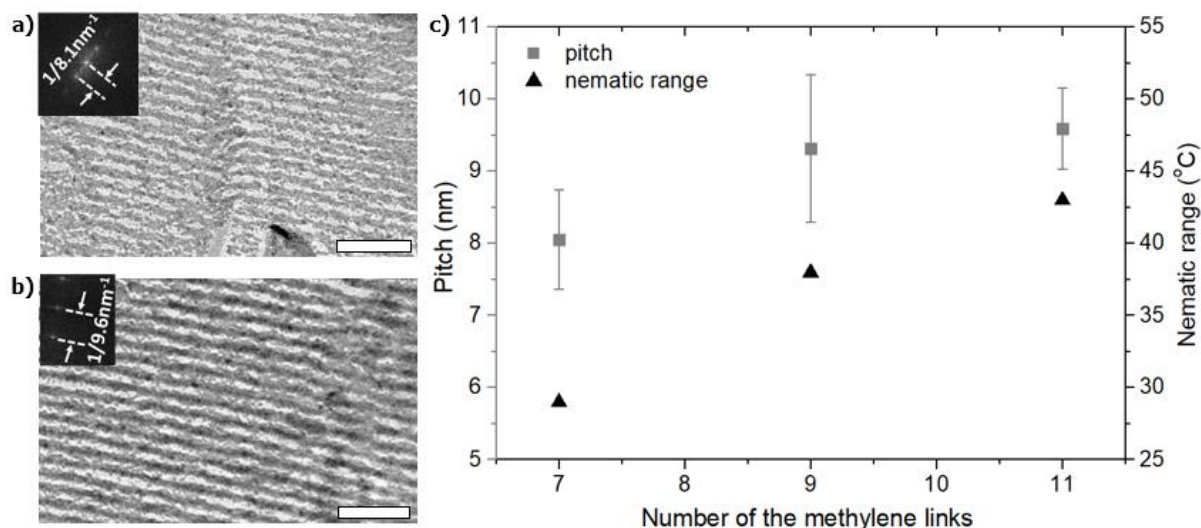 a)
1/8.1nm-1
b)
1/9.6nm-1
c)
pitch
nematic range
Pitch (nm)
11
10
9
8
7
6
5
Nematic range (°C)
55
50
45
40
35
30
25
7 8 9 10 11
Number of the methylene links